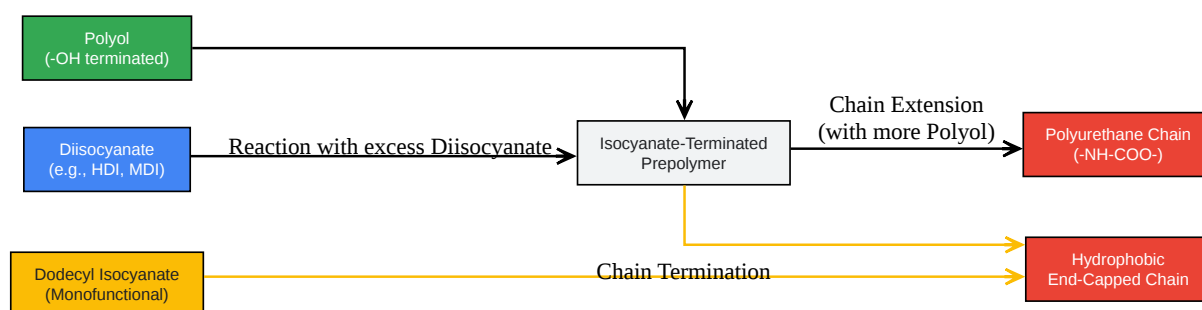 Polyol
(-OH terminated)
Diisocyanate
(e.g., HDI, MDI)
Reaction with excess Diisocyanate
Isocyanate-Terminated
Prepolymer
Chain Extension
(with more Polyol)
Polyurethane Chain
(-NH-COO-)
Dodecyl Isocyanate
(Monofunctional)
Chain Termination
Hydrophobic
End-Capped Chain